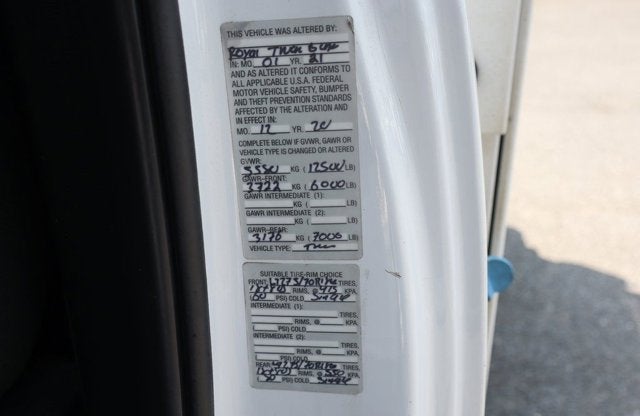 THIS VEHICLE WAS ALTERED BY:
ROYAL TRUCK BODY
IN: MO. 01 YR. 21
AND AS ALTERED IT CONFORMS TO
ALL APPLICABLE U.S.A. FEDERAL
MOTOR VEHICLE SAFETY, BUMPER
AND THEFT PREVENTION STANDARDS
AFFECTED BY THE ALTERATION AND
IN EFFECT IN:
MO. 12 YR. 20
COMPLETE BELOW IF GVWR, GAWR OR
VEHICLE TYPE IS CHANGED OR ALTERED
GVWR:
KG ( 12500 LB)
GAWR-FRONT:
2722 KG ( 6000 LB)
GAWR INTERMEDIATE (1):
KG ( LB)
GAWR INTERMEDIATE (2):
KG ( LB)
GAWR-REAR:
3176 KG ( 7000 LB)
VEHICLE TYPE:
SUITABLE TIRE-RIM CHOICE
FRONT: TIRES,
RIMS, @ KPA,
PSI) COLD
INTERMEDIATE (1):
TIRES,
RIMS, @ KPA,
( PSI) COLD
INTERMEDIATE (2):
TIRES,
RIMS, @ KPA,
( PSI) COLD
REAR: TIRES,
RIMS, @ 550 KPA,
PSI) COLD